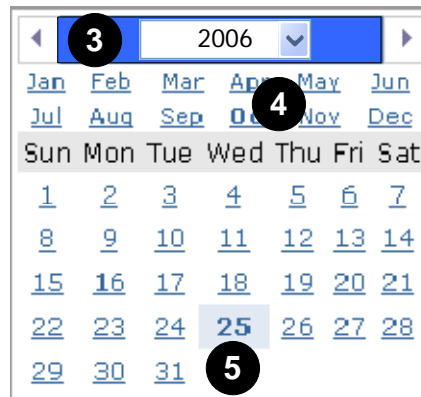 3 2006
Jan Feb Mar Apr May Jun
4
Jul Aug Sep Nov Dec
Sun Mon Tue Wed Thu Fri Sat
1 2 3 4 5 6 7
8 9 10 11 12 13 14
15 16 17 18 19 20 21
22 23 24 25 26 27 28
29 30 31 5